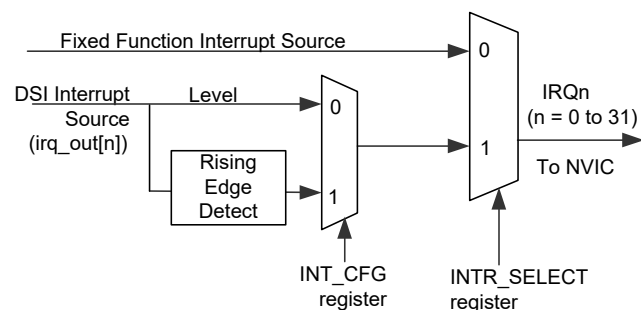 Fixed Function Interrupt Source
0
DSI Interrupt
Source
(irq_out[n])
Level
0
IRQn
(n = 0 to 31)
1
To NVIC
Rising
Edge
Detect
1
INT_CFG
register
INTR_SELECT
register